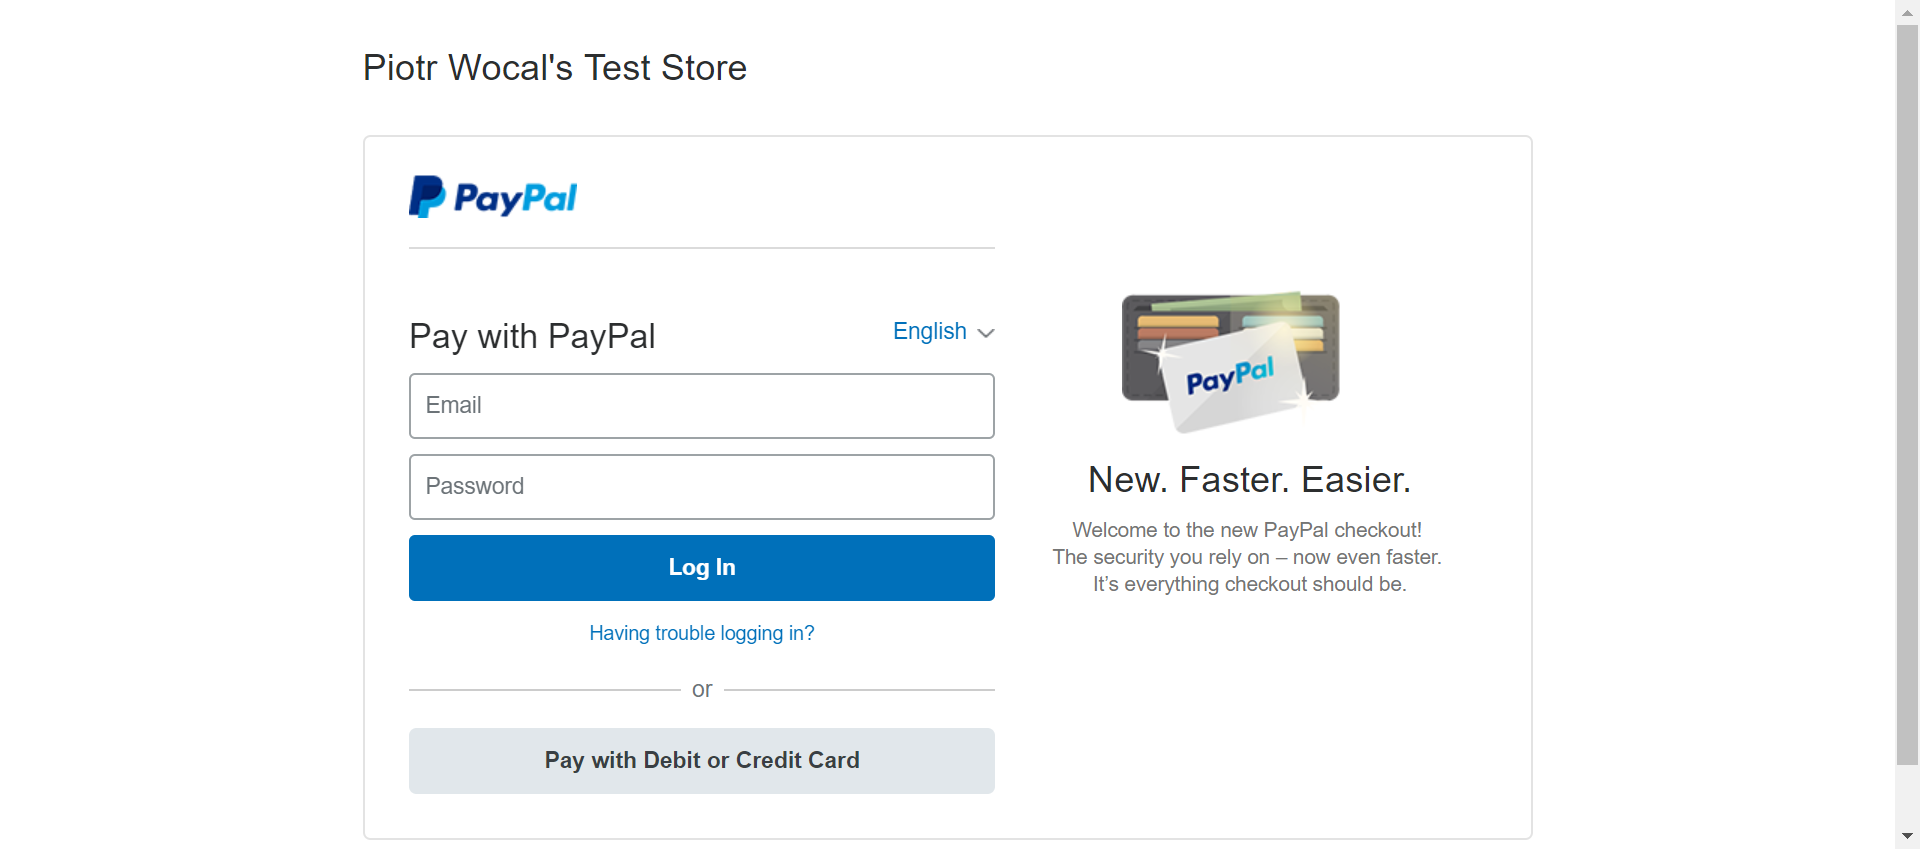 Piotr Wocal's Test Store
PayPal
Pay with PayPal
English
Email
Password
Log In
Having trouble logging in?
or
Pay with Debit or Credit Card
PayPal
New. Faster. Easier.
Welcome to the new PayPal checkout!
The security you rely on – now even faster.
It’s everything checkout should be.